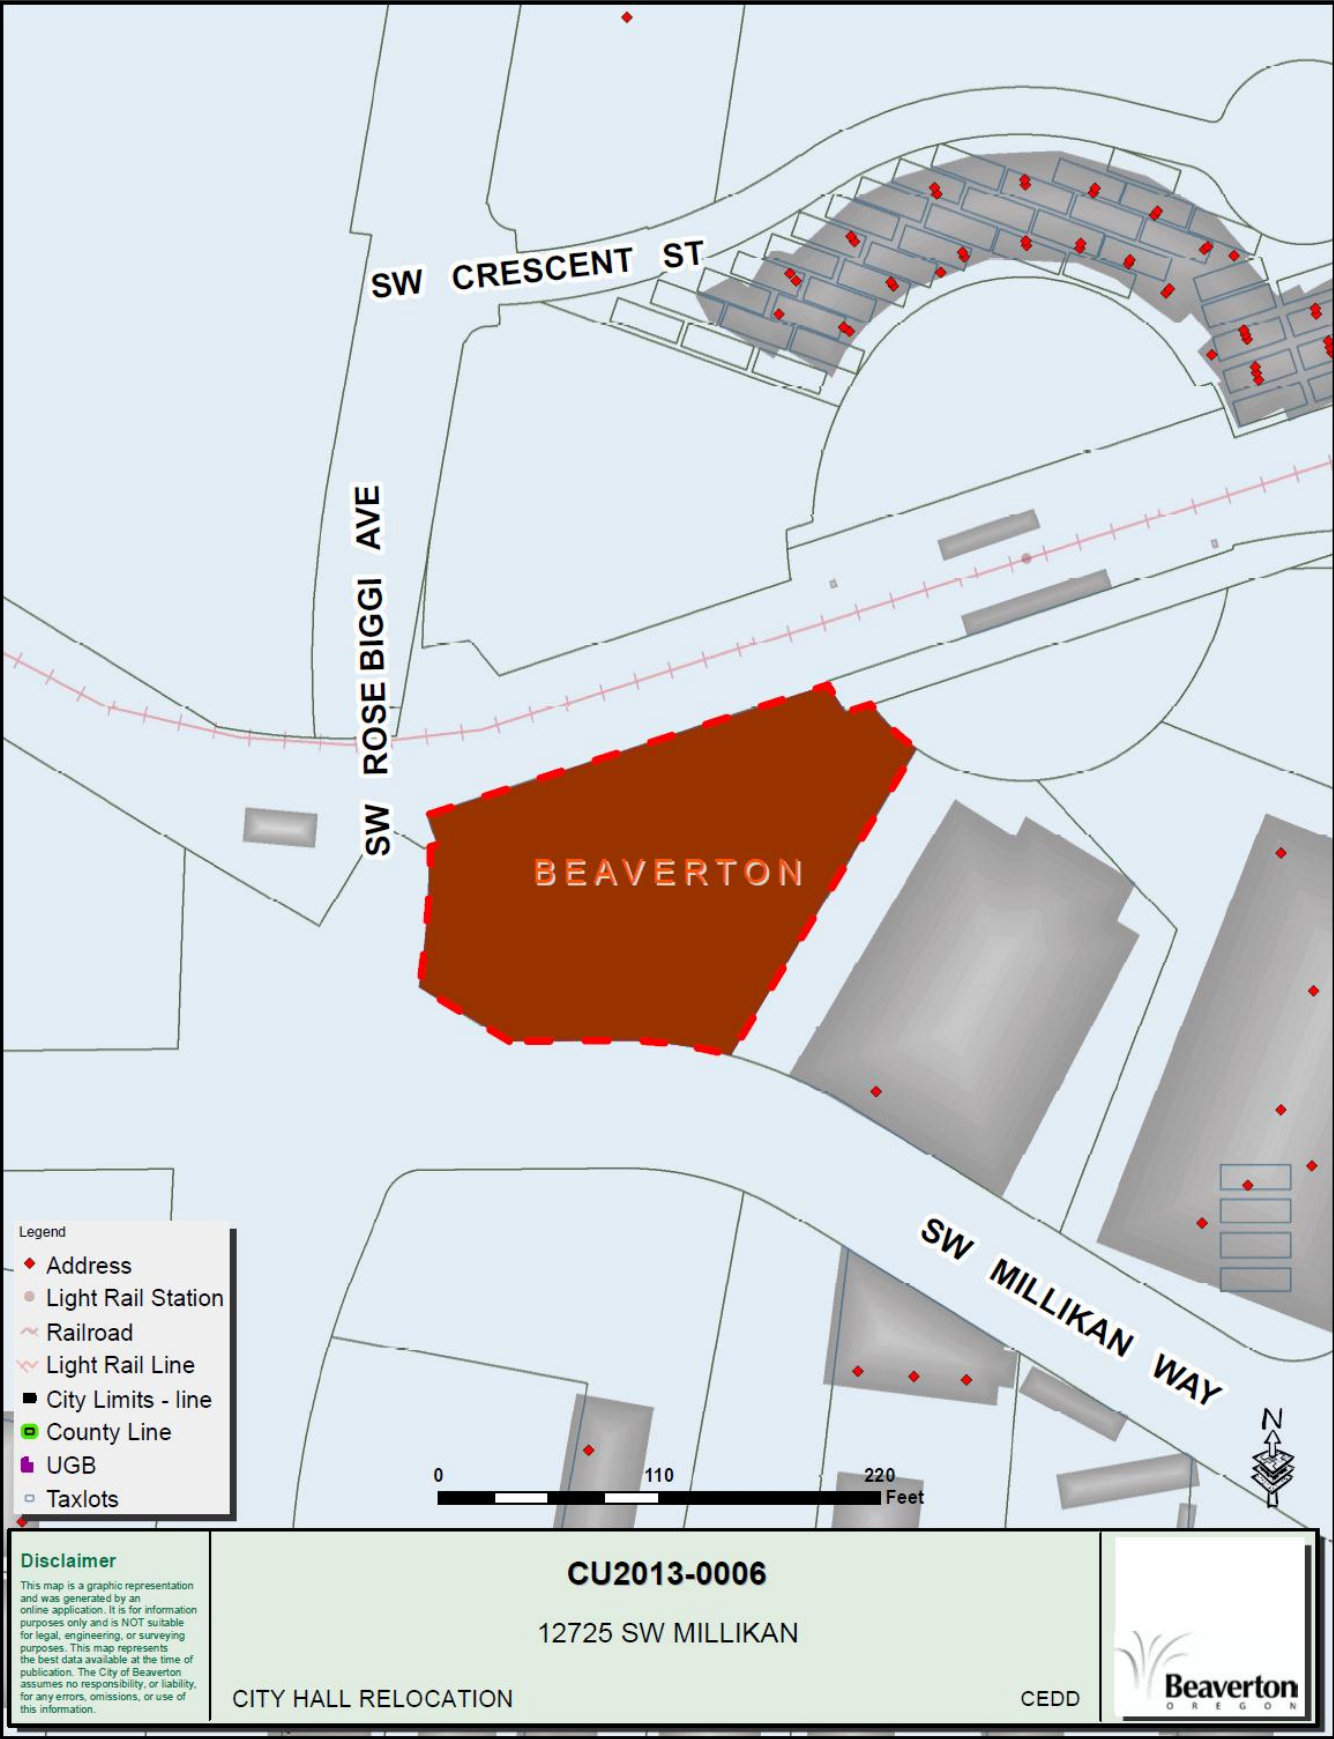 SW CRESCENT ST
SW ROSE BIGGI AVE
BEAVERTON
SW MILLIKAN WAY
Legend
Address
Light Rail Station
Railroad
Light Rail Line
City Limits - line
County Line
UGB
Taxlots
0 110 220
Feet
N
Disclaimer
This map is a graphic representation
and was generated by an
online application. It is for information
purposes only and is NOT suitable
for legal, engineering, or surveying
purposes. This map represents
the best data available at the time of
publication. The City of Beaverton
assumes no responsibility, or liability,
for any errors, omissions, or use of
this information.
CU2013-0006
12725 SW MILLIKAN
CITY HALL RELOCATION
CEDD
Beaverton
OREGON